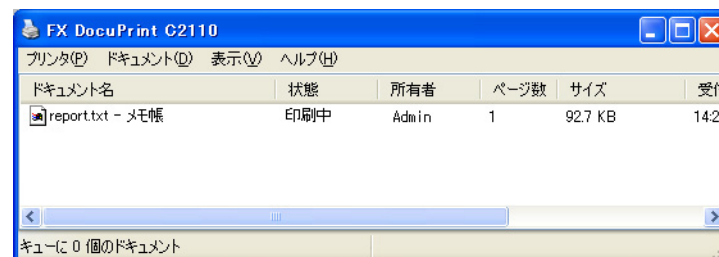 FX DocuPrint C2110
プリンタ(P) ドキュメント(D) 表示(V) ヘルプ(H)
ドキュメント名 状態 所有者 ページ数 サイズ 受付
report.txt - メモ帳 印刷中 Admin 1 92.7 KB 14:2
キューに 0 個のドキュメント